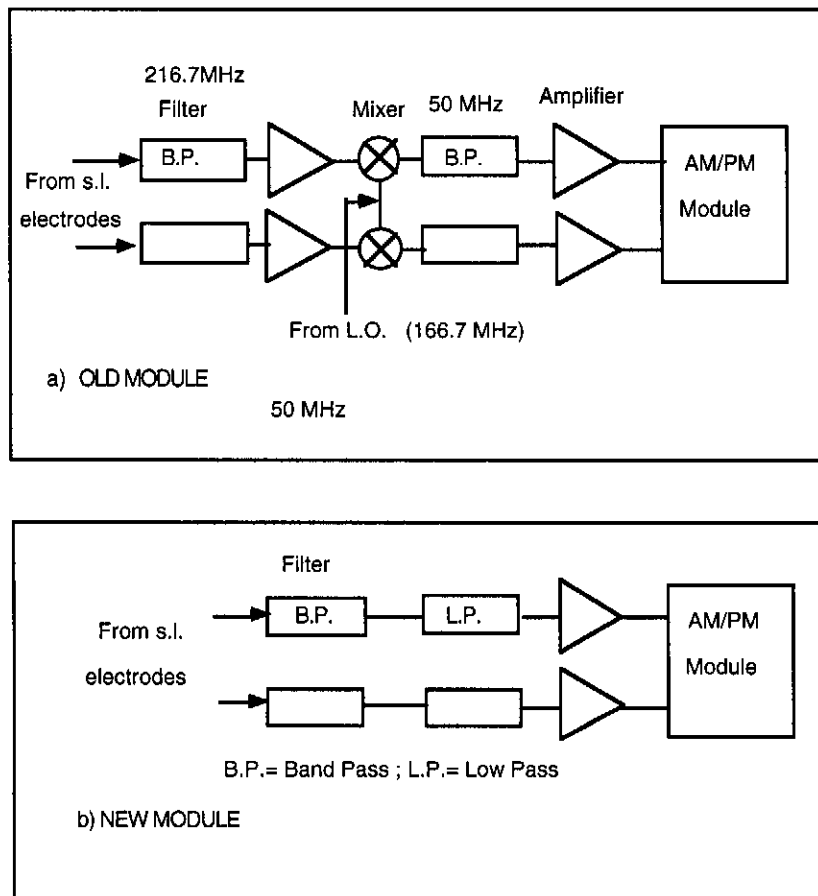 216.7MHz
Filter
Mixer
50 MHz
Amplifier
B.P.
B.P.
AM/PM
Module
From s.l.
electrodes
From L.O. (166.7 MHz)
a) OLD MODULE
50 MHz
Filter
B.P.
L.P.
AM/PM
Module
From s.l.
electrodes
B.P.= Band Pass ; L.P.= Low Pass
b) NEW MODULE